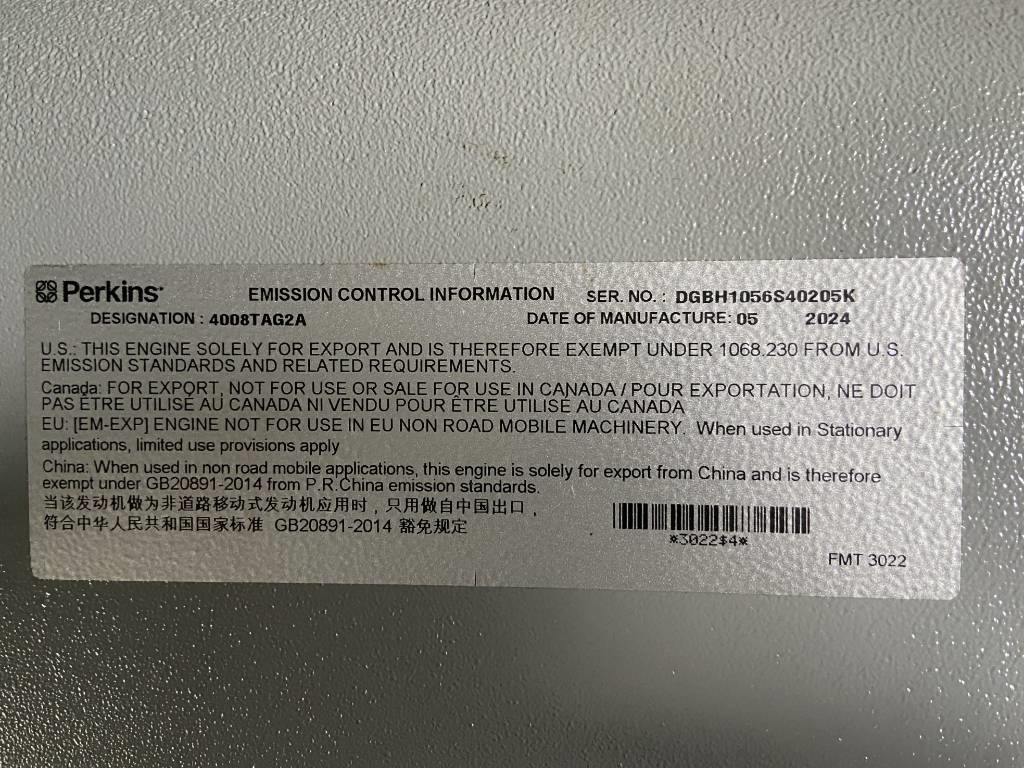 Perkins EMISSION CONTROL INFORMATION SER. NO. : DGBH1056S40205K
DESIGNATION : 4008TAG2A DATE OF MANUFACTURE: 05 2024
U.S.: THIS ENGINE SOLELY FOR EXPORT AND IS THEREFORE EXEMPT UNDER 1068.230 FROM U.S.
EMISSION STANDARDS AND RELATED REQUIREMENTS.
Canada: FOR EXPORT, NOT FOR USE OR SALE FOR USE IN CANADA / POUR EXPORTATION, NE DOIT
PAS ÊTRE UTILISÉ AU CANADA NI VENDU POUR ÊTRE UTILISÉ AU CANADA
EU: [EM-EXP] ENGINE NOT FOR USE IN EU NON ROAD MOBILE MACHINERY. When used in Stationary
applications, limited use provisions apply
China: When used in non road mobile applications, this engine is solely for export from China and is therefore
exempt under GB20891-2014 from P.R.China emission standards.
当该发动机做为非道路移动式发动机应用时，只用做自中国出口，
符合中华人民共和国国家标准 GB20891-2014 豁免规定
*3022$4*
FMT 3022